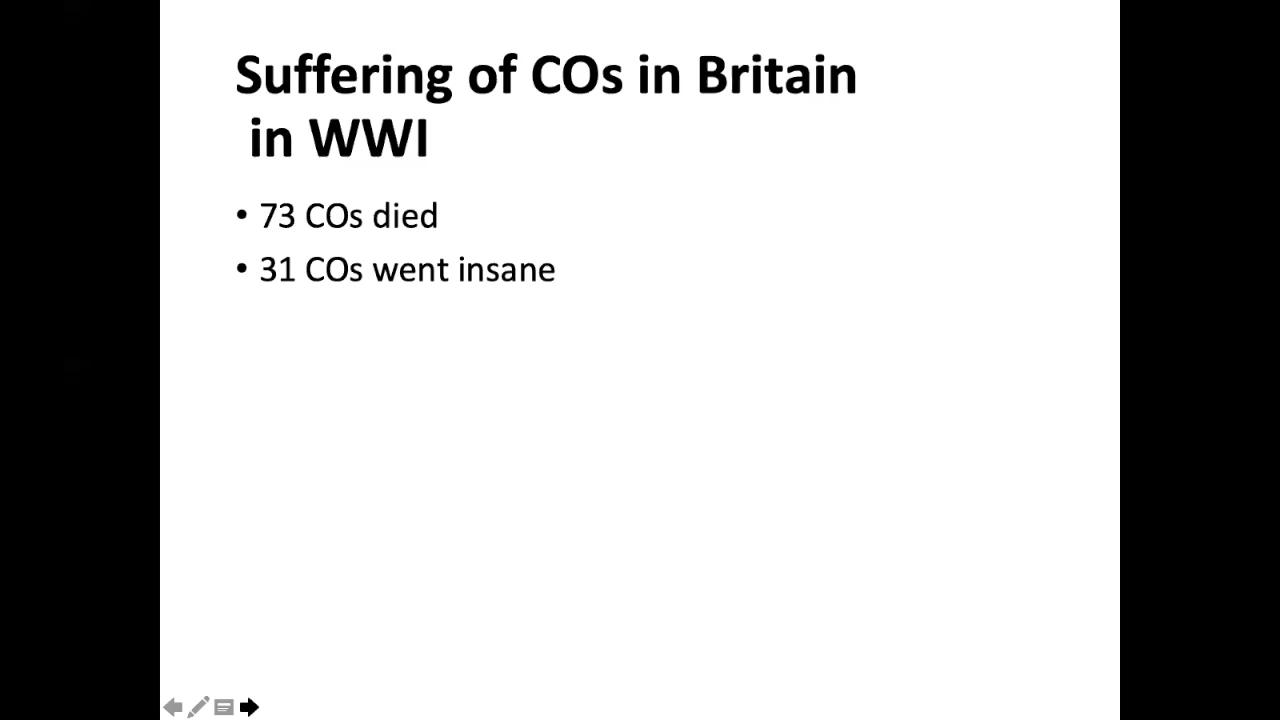 Suffering of COs in Britain
in WWI
• 73 COs died
• 31 COs went insane